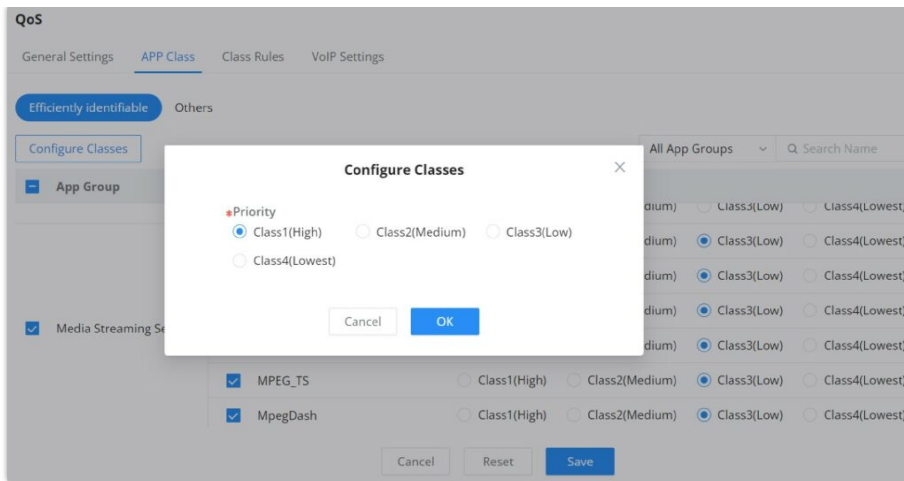 QoS
General Settings APP Class Class Rules VoIP Settings
Efficiently identifiable Others
Configure Classes All App Groups Search Name
App Group
Configure Classes
*Priority
Class1(High) Class2(Medium) Class3(Low)
Class4(Lowest)
Cancel OK
dium) Class3(Low) Class4(Lowest
dium) Class3(Low) Class4(Lowest
dium) Class3(Low) Class4(Lowest
dium) Class3(Low) Class4(Lowest
Media Streaming Se
dium) Class3(Low) Class4(Lowest
MPEG_TS Class1(High) Class2(Medium) Class3(Low) Class4(Lowest
MpegDash Class1(High) Class2(Medium) Class3(Low) Class4(Lowest
Cancel Reset Save